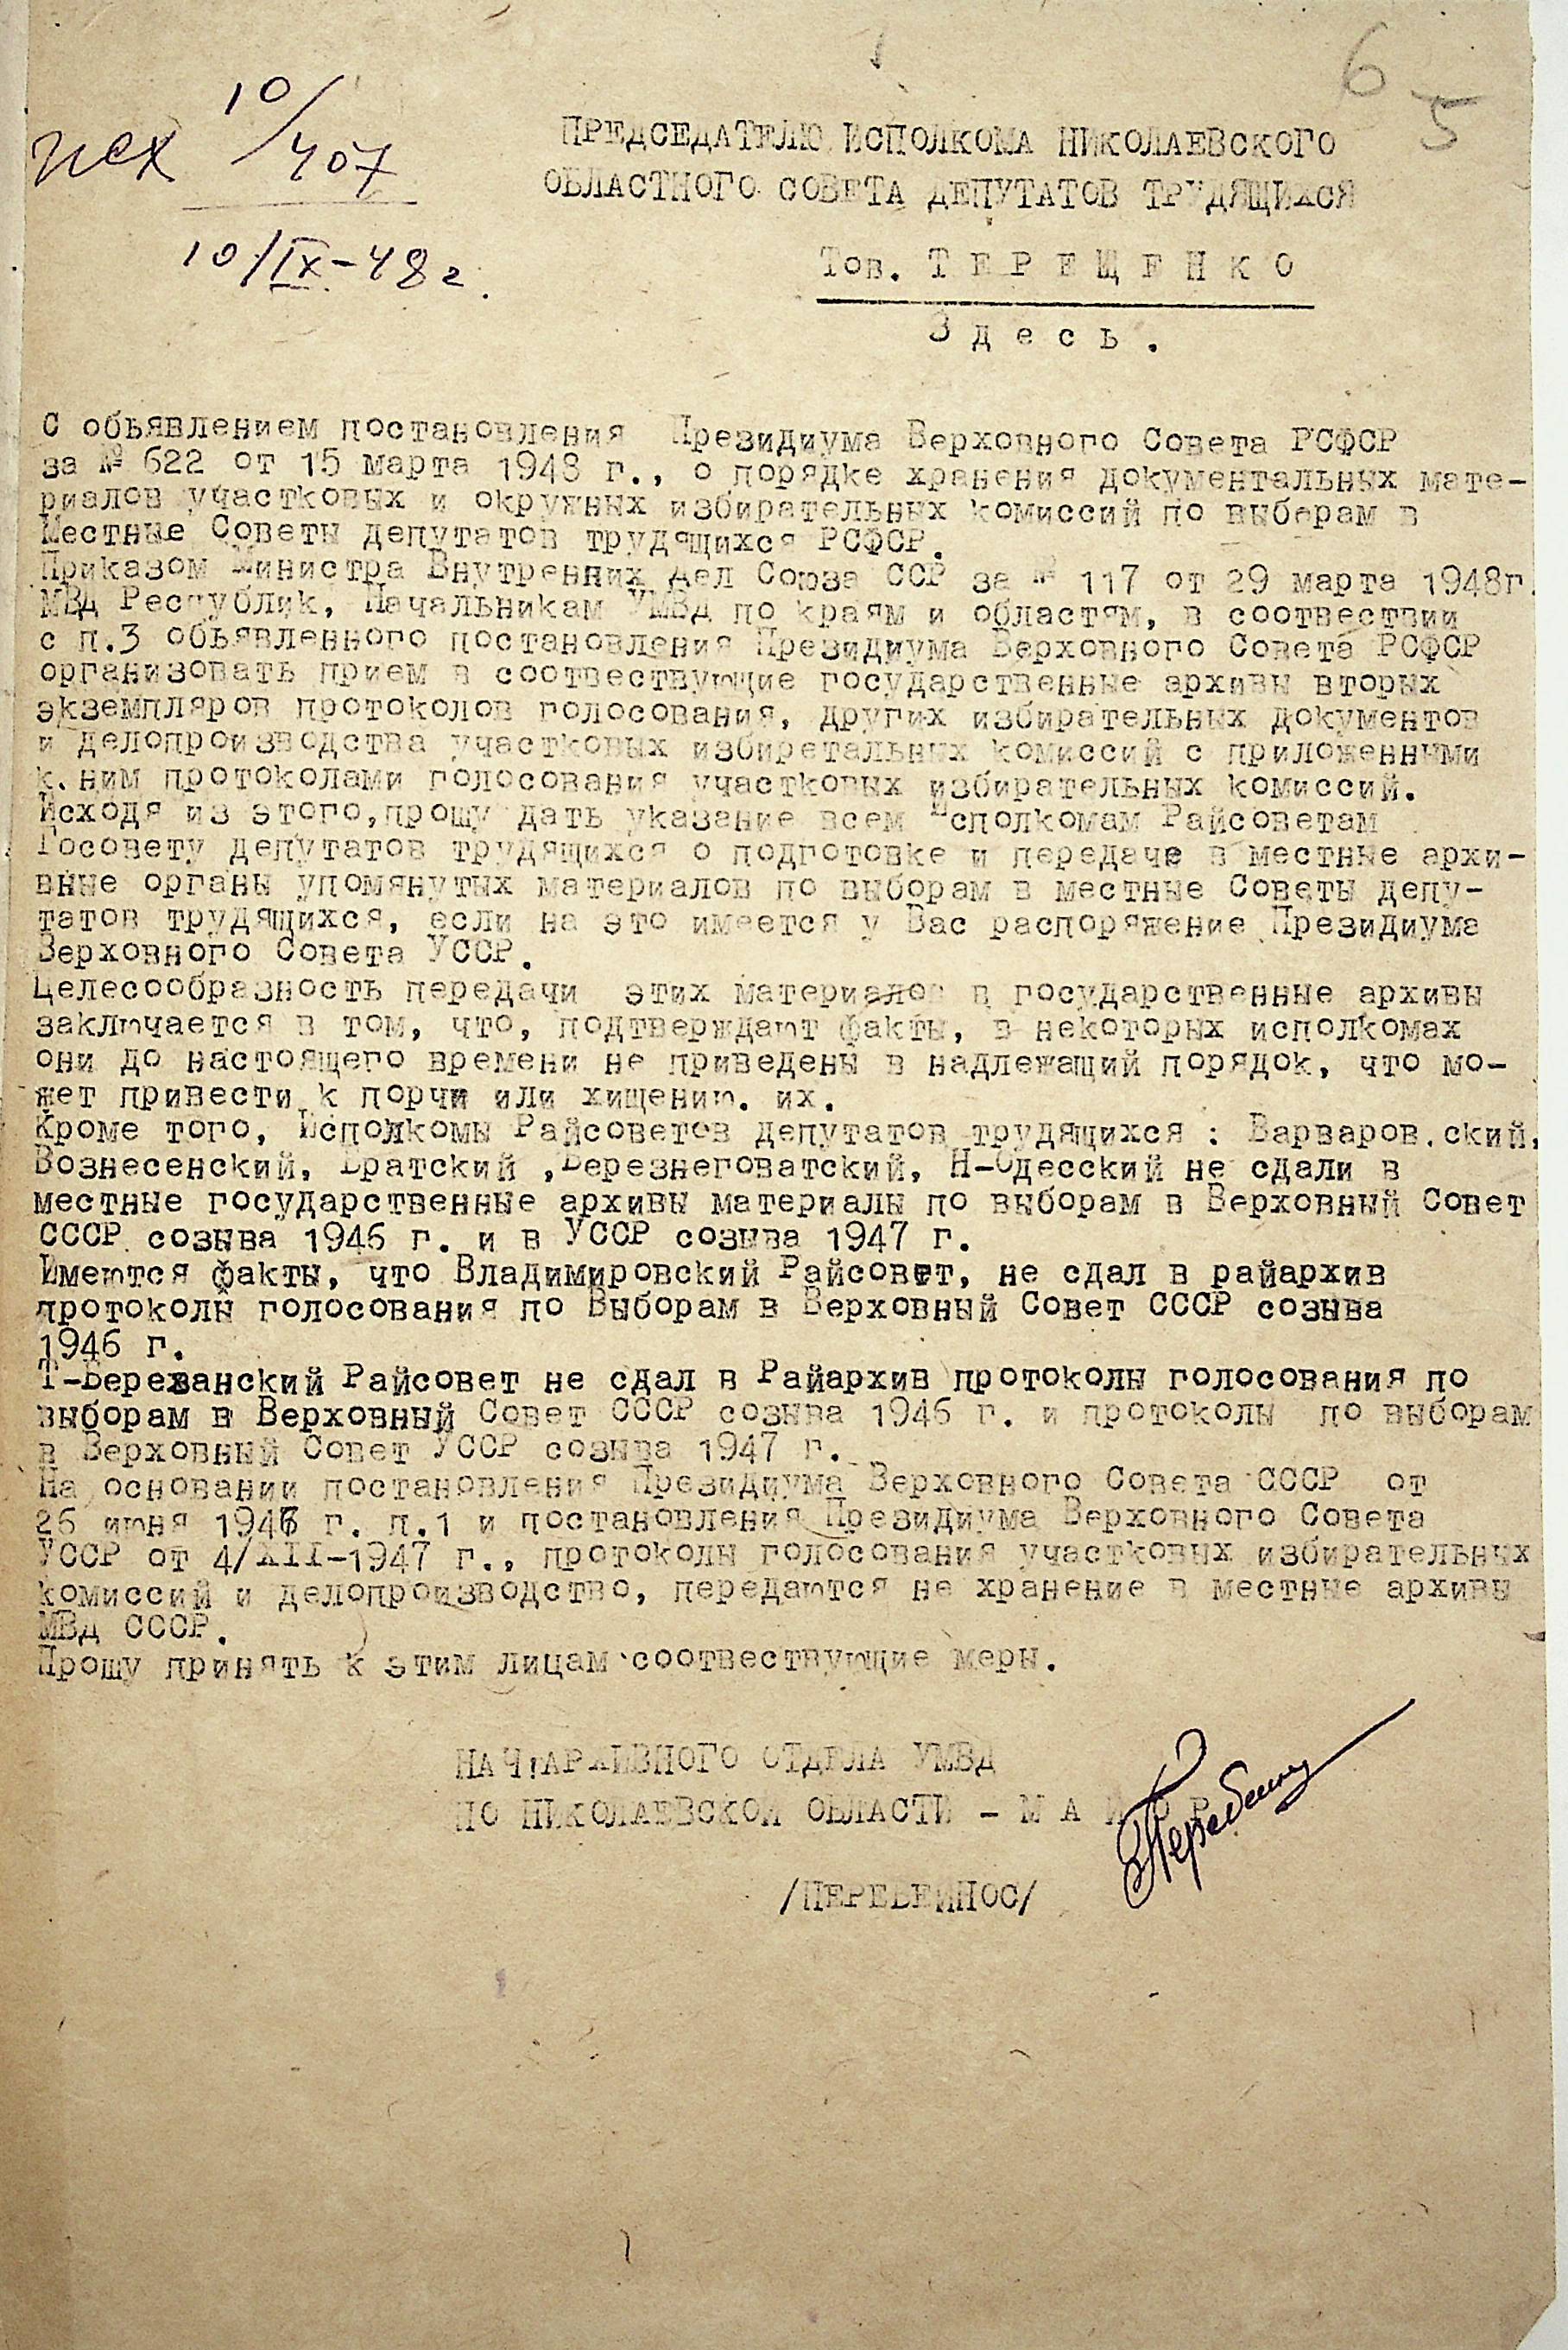 6 5
исх 10/407
10/IX-48 г.
ПРЕДСЕДАТЕЛЮ ИСПОЛКОМА НИКОЛАЕВСКОГО
ОБЛАСТНОГО СОВЕТА ДЕПУТАТОВ ТРУДЯЩИХСЯ
Тов. Т Е Р Е Щ Е Н К О
З д е с ь .
С обьявлением постановления Президиума Верховного Совета РСФСР
за № 622 от 15 марта 1948 г., о порядке хранения документальных мате-
риалов участковых и окружных избирательных комиссий по выборам в
Местные Советы депутатов трудящихся РСФСР.
Приказом Министра Внутренних Дел Союза ССР за № 117 от 29 марта 1948г.
МВД Республик, Начальникам УМВД по краям и областям, в соотвествии
с п.3 обьявленного постановления Президиума Верховного Совета РСФСР
организовать прием в соотвествующие государственные архивы вторых
экземпляров протоколов голосования, других избирательных документов
и делопроизводства участковых избиретальных комиссий с приложенными
к. ним протоколами голосования участковых избирательных комиссий.
Исходя из этого,прошу дать указание всем Исполкомам Райсоветам
Госовету депутатов трудящихся о подготовке и передаче в местные архи-
вные органы упомянутых материалов по выборам в местные Советы депу-
татов трудящихся, если на это имеется у Вас распоряжение Президиума
Верховного Совета УССР.
Целесообразность передачи этих материалов в государственные архивы
заключается в том, что, подтверждают факты, в некоторых исполкомах
они до настоящего времени не приведены в надлежащий порядок, что мо-
жет привести к порчи или хищению. их.
Кроме того, Исполкомы Райсоветов депутатов трудящихся : Варваров.ский,
Вознесенский, Братский ,Березнеговатский, Н-Одесский не сдали в
местные государственные архивы материалы по выборам в Верховный Совет
СССР созыва 1946 г. и в УССР созыва 1947 г.
Имеются факты, что Владимировский Райсовет, не сдал в райархив
протоколы голосования по Выборам в Верховный Совет СССР созыва
1946 г.
Т-Березанский Райсовет не сдал в Райархив протоколы голосования по
выборам в Верховный Совет СССР созыва 1946 г. и протоколы по выборам
в Верховный Совет УССР созыва 1947 г.
На основании постановления Президиума Верховного Совета СССР от
26 июня 1946 г. п.1 и постановления Президиума Верховного Совета
УССР от 4/XII-1947 г., протоколы голосования участковых избирательных
комиссий и делопроизводство, передаются не хранение в местные архивы
МВД СССР.
Прошу принять к этим лицам соотвествующие меры.
НАЧ.АРХИВНОГО ОТДЕЛА УМВД
ПО НИКОЛАЕВСКОЙ ОБЛАСТИ - М А Й О Р
/ПЕРЕБЕЙНОС/